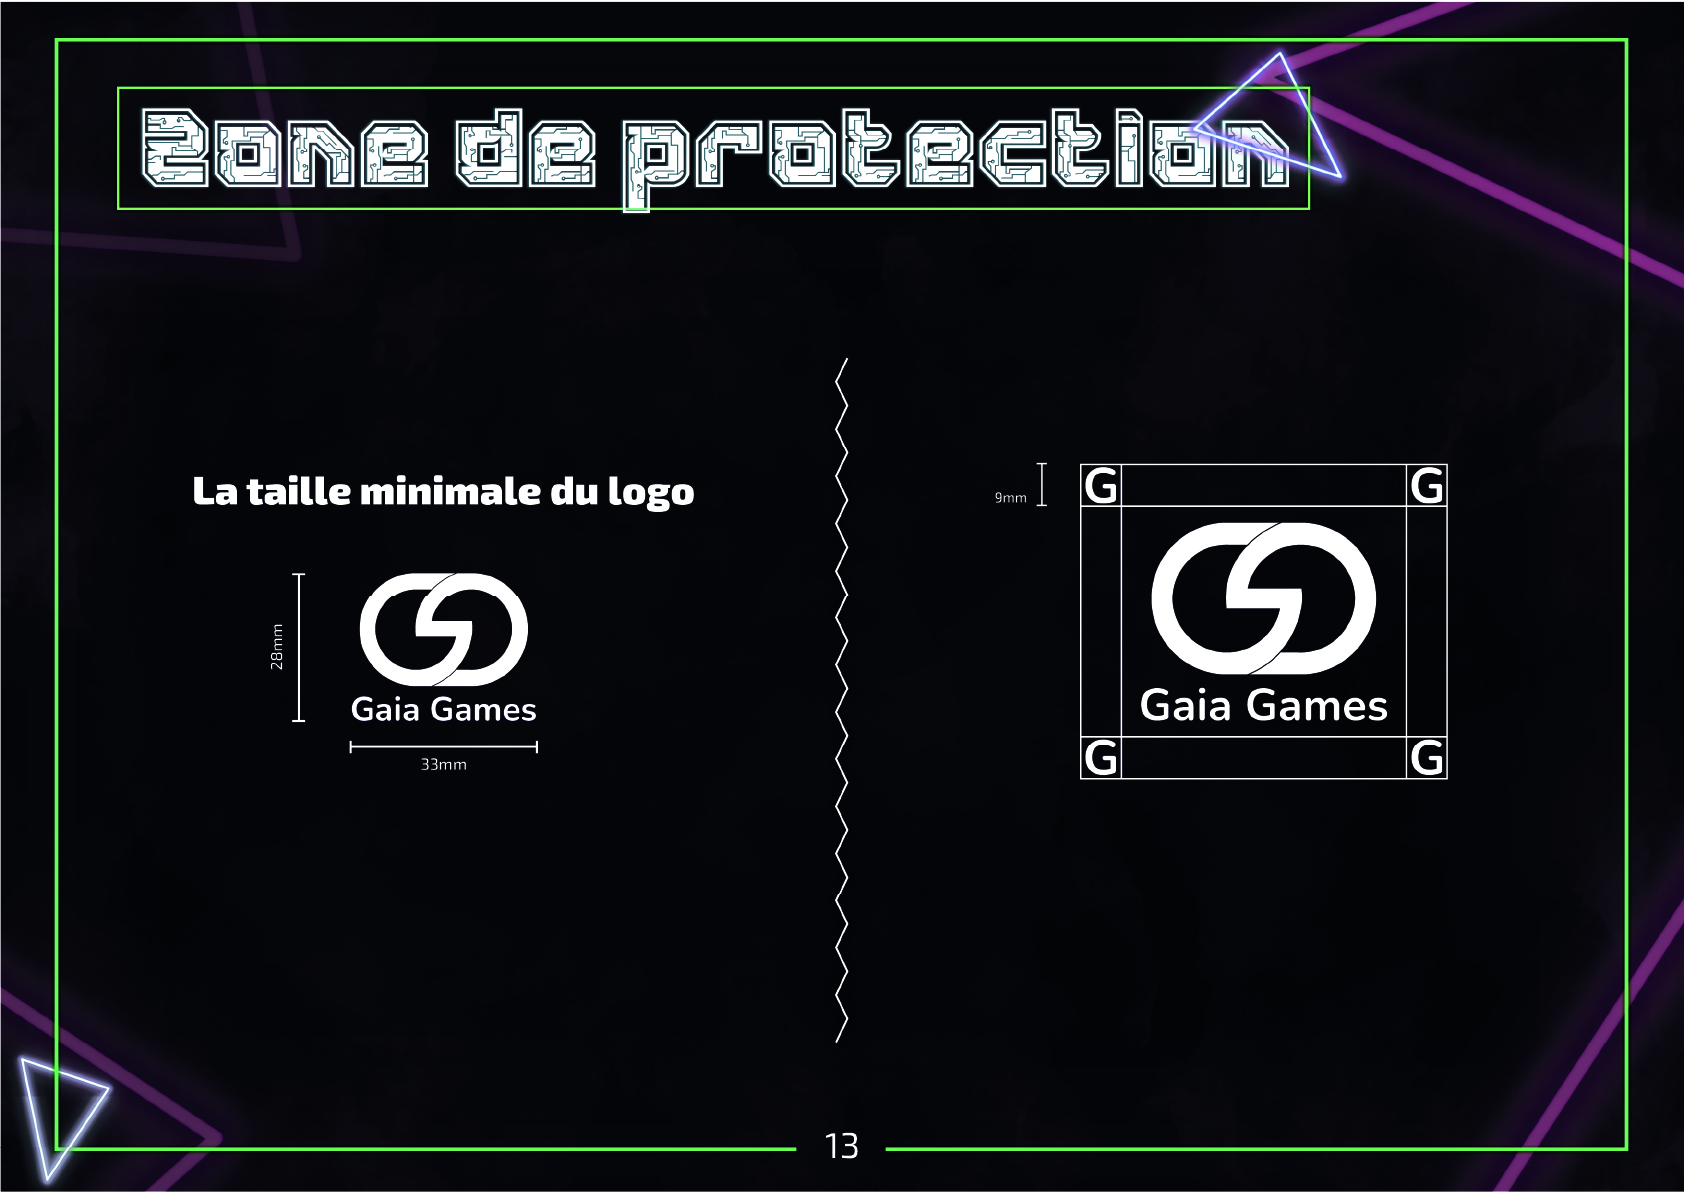 Zone de protection
La taille minimale du logo
28mm
Gaia Games
33mm
9mm
G
G
Gaia Games
G
G
13